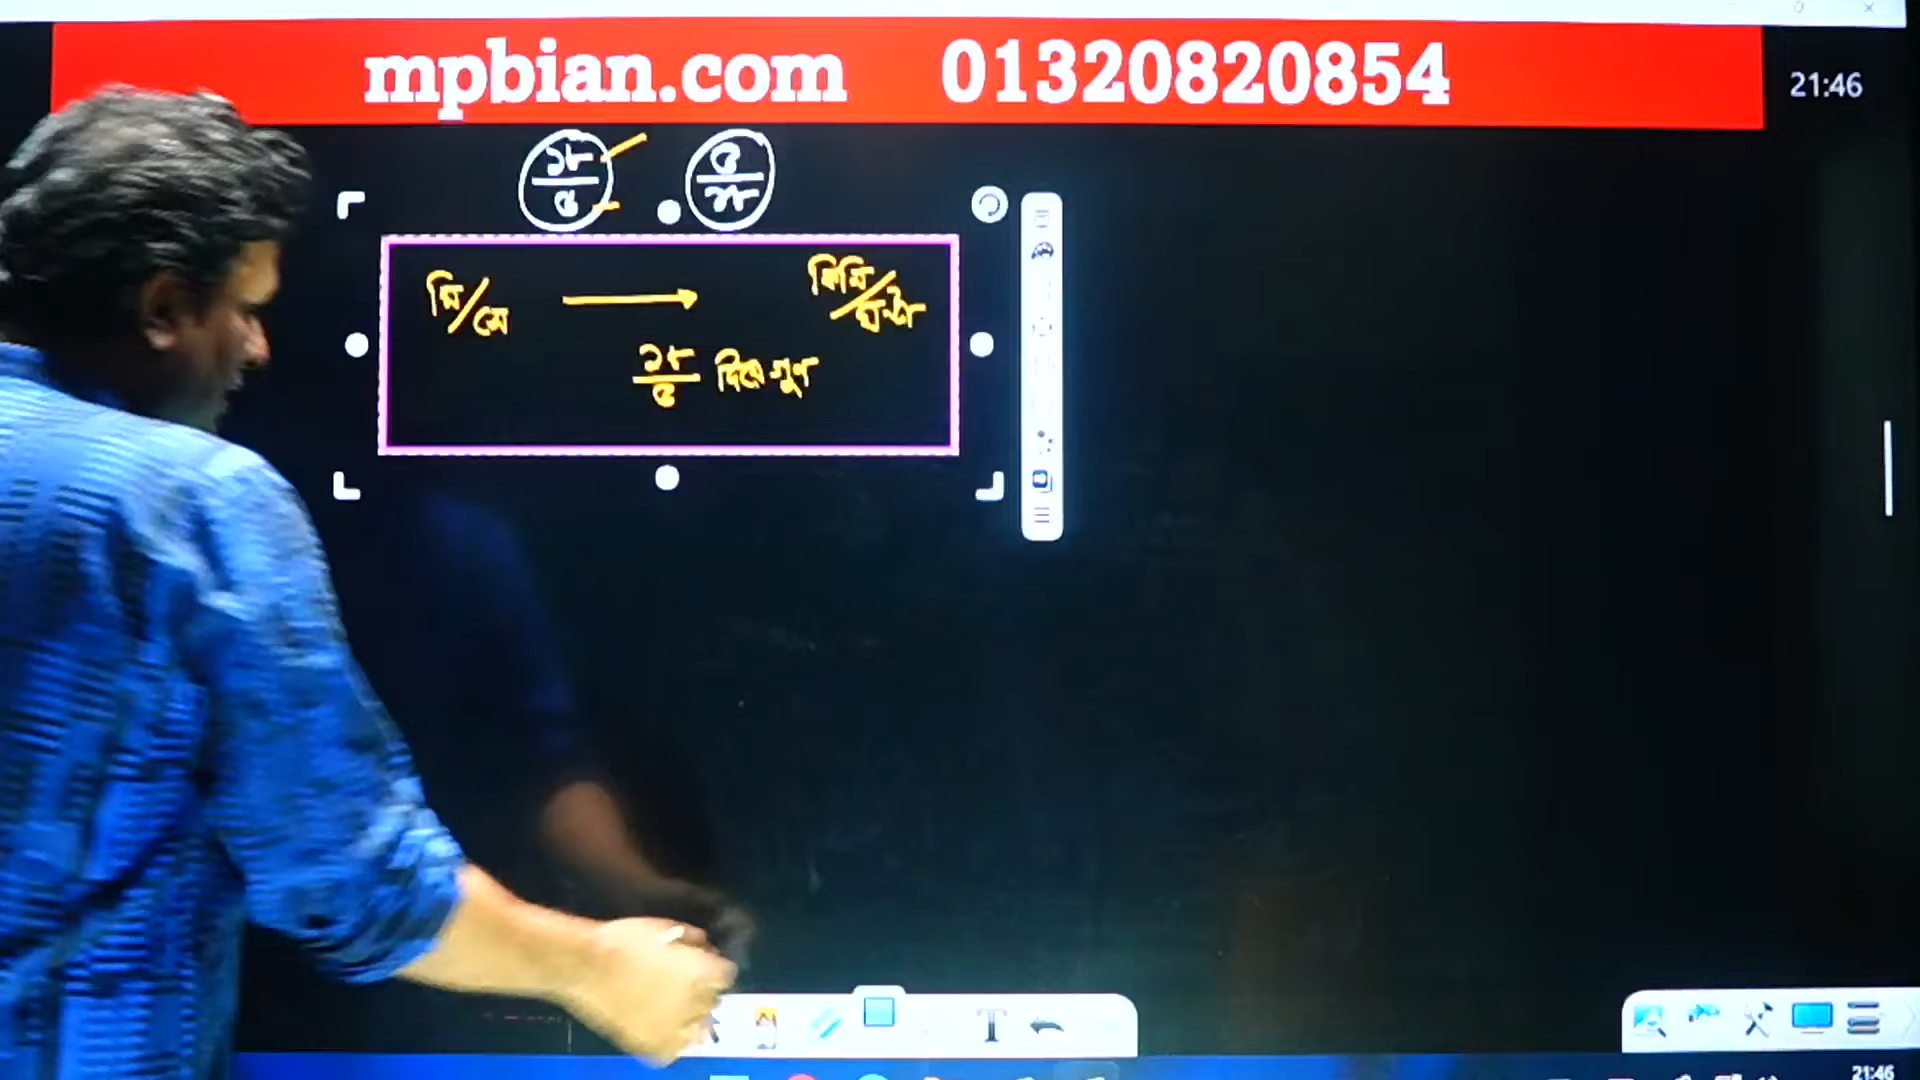 mpbian.com 01320820854
21:46
১৮/৫ ৫/১৮
মি/সে → কিমি/ঘন্টা
১৮/৫ দিয়ে গুণ
T
21:46